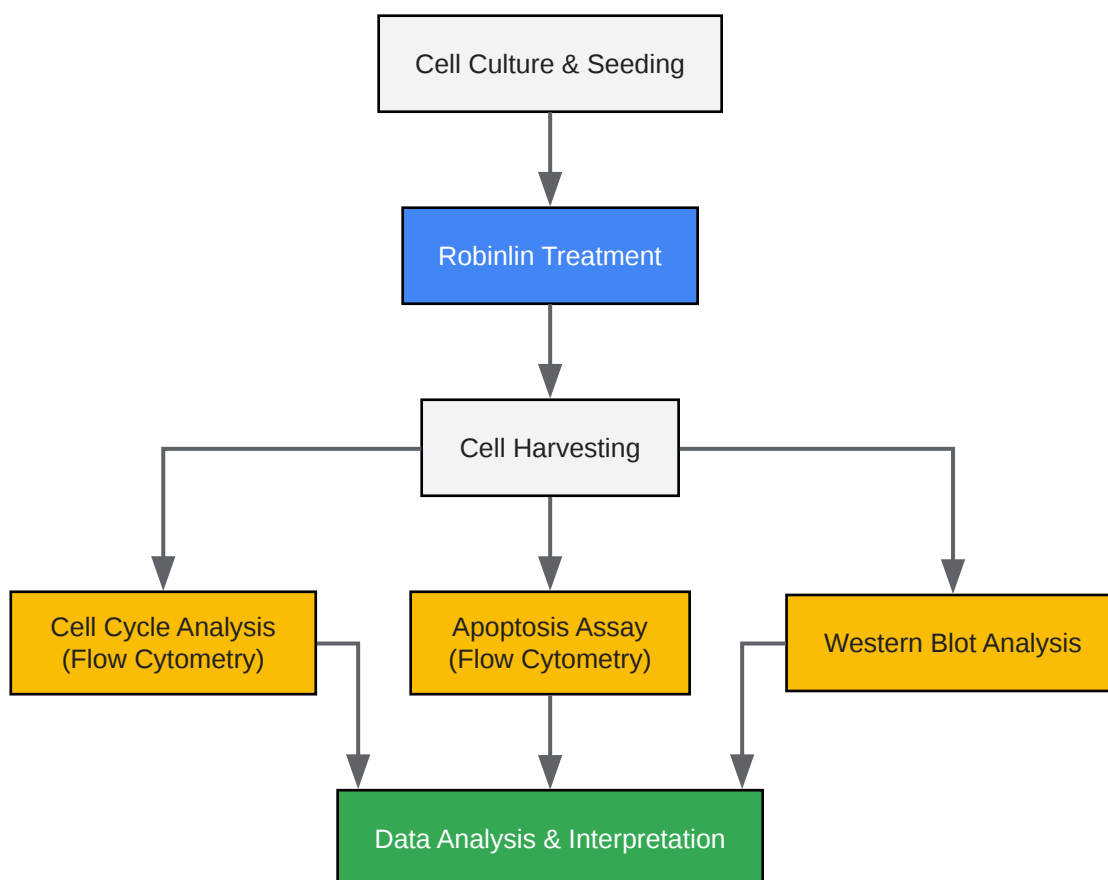 Cell Culture & Seeding
Robinlin Treatment
Cell Harvesting
Cell Cycle Analysis
(Flow Cytometry)
Apoptosis Assay
(Flow Cytometry)
Western Blot Analysis
Data Analysis & Interpretation